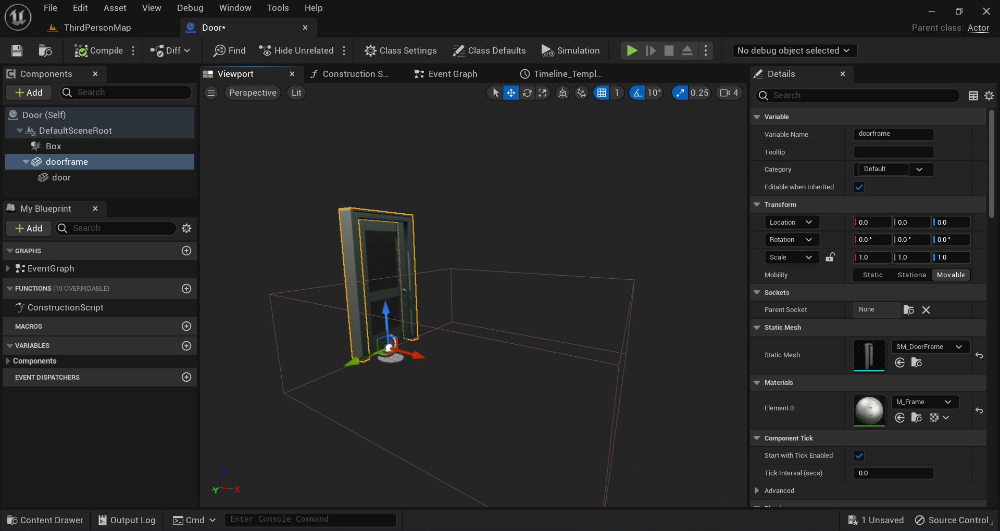 File Edit Asset View Debug Window Tools Help
ThirdPersonMap
Door*
Parent class: Actor
Compile
Diff
Find
Hide Unrelated
Class Settings
Class Defaults
Simulation
No debug object selected
Components
Add
Search
Door (Self)
DefaultSceneRoot
Box
doorframe
door
My Blueprint
Add
Search
GRAPHS
EventGraph
FUNCTIONS (19 OVERRIDABLE)
ConstructionScript
MACROS
VARIABLES
Components
EVENT DISPATCHERS
Viewport
Construction S...
Event Graph
Timeline_Templ...
Perspective
Lit
1
10°
0.25
4
Z
Y
X
Details
Search
Variable
Variable Name doorframe
Tooltip
Category Default
Editable when Inherited
Transform
Location 0.0 0.0 0.0
Rotation 0.0 ° 0.0 ° 0.0 °
Scale 1.0 1.0 1.0
Mobility Static Stationa Movable
Sockets
Parent Socket None
Static Mesh
Static Mesh SM_DoorFrame
Materials
Element 0 M_Frame
Component Tick
Start with Tick Enabled
Tick Interval (secs) 0.0
Advanced
Content Drawer
Output Log
Cmd
Enter Console Command
1 Unsaved
Source Control